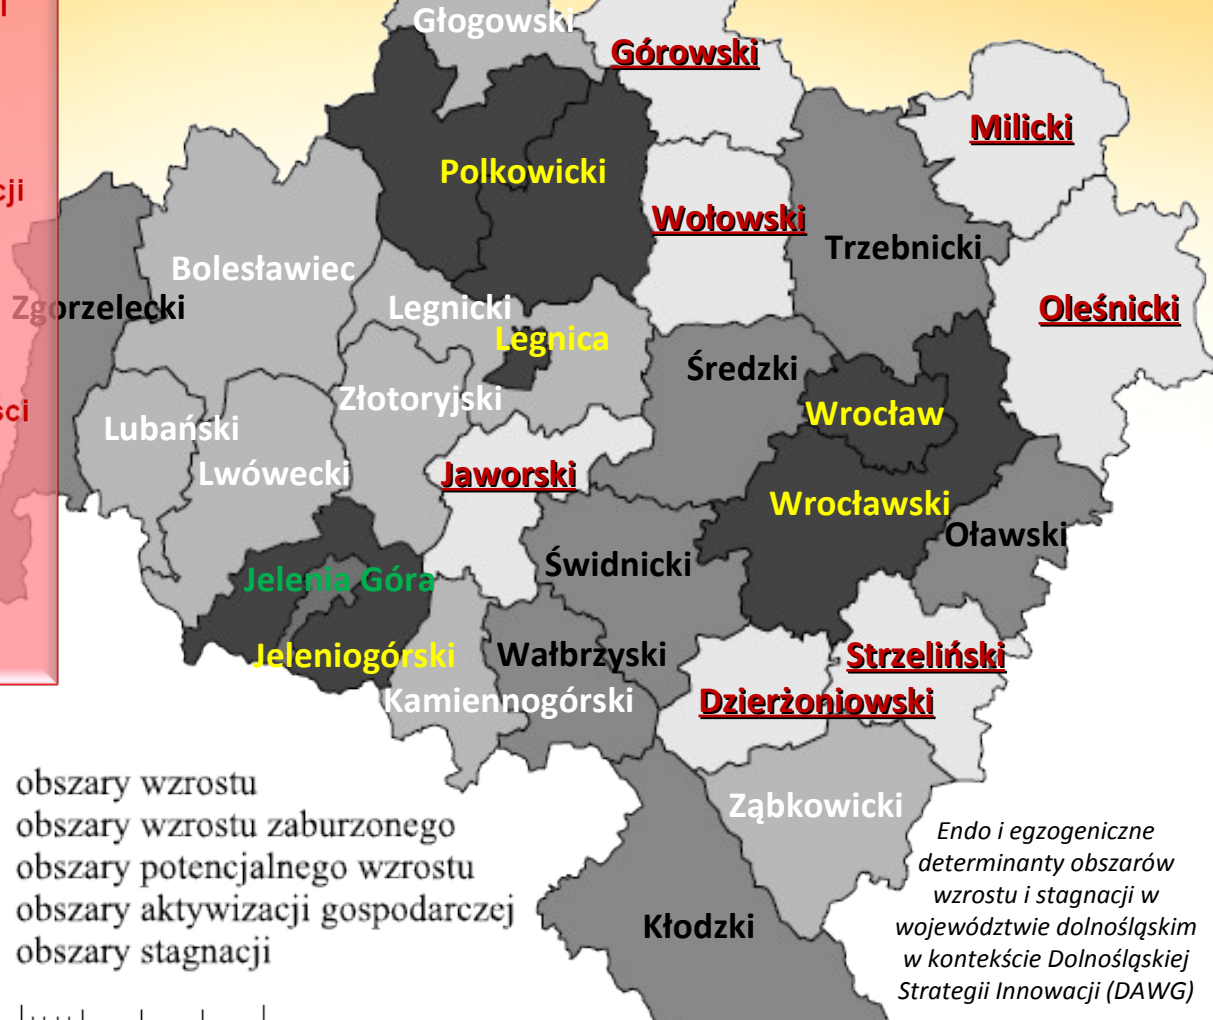 Głogowski
Górowski
Milicki
Polkowicki
cji
Wołowski
Trzebnicki
Bolesławiec
Zgorzelecki
Legnicki
Oleśnicki
Legnica
Średzki
Złotoryjski
ści
Wrocław
Lubański
Lwówecki
Jaworski
Wrocławski
Oławski
Świdnicki
Jelenia Góra
Jeleniogórski
Wałbrzyski
Strzeliński
Kamiennogórski
Dzierżoniowski
obszary wzrostu
obszary wzrostu zaburzonego
obszary potencjalnego wzrostu
obszary aktywizacji gospodarczej
obszary stagnacji
Ząbkowicki
Kłodzki
Endo i egzogeniczne
determinanty obszarów
wzrostu i stagnacji w
województwie dolnośląskim
w kontekście Dolnośląskiej
Strategii Innowacji (DAWG)